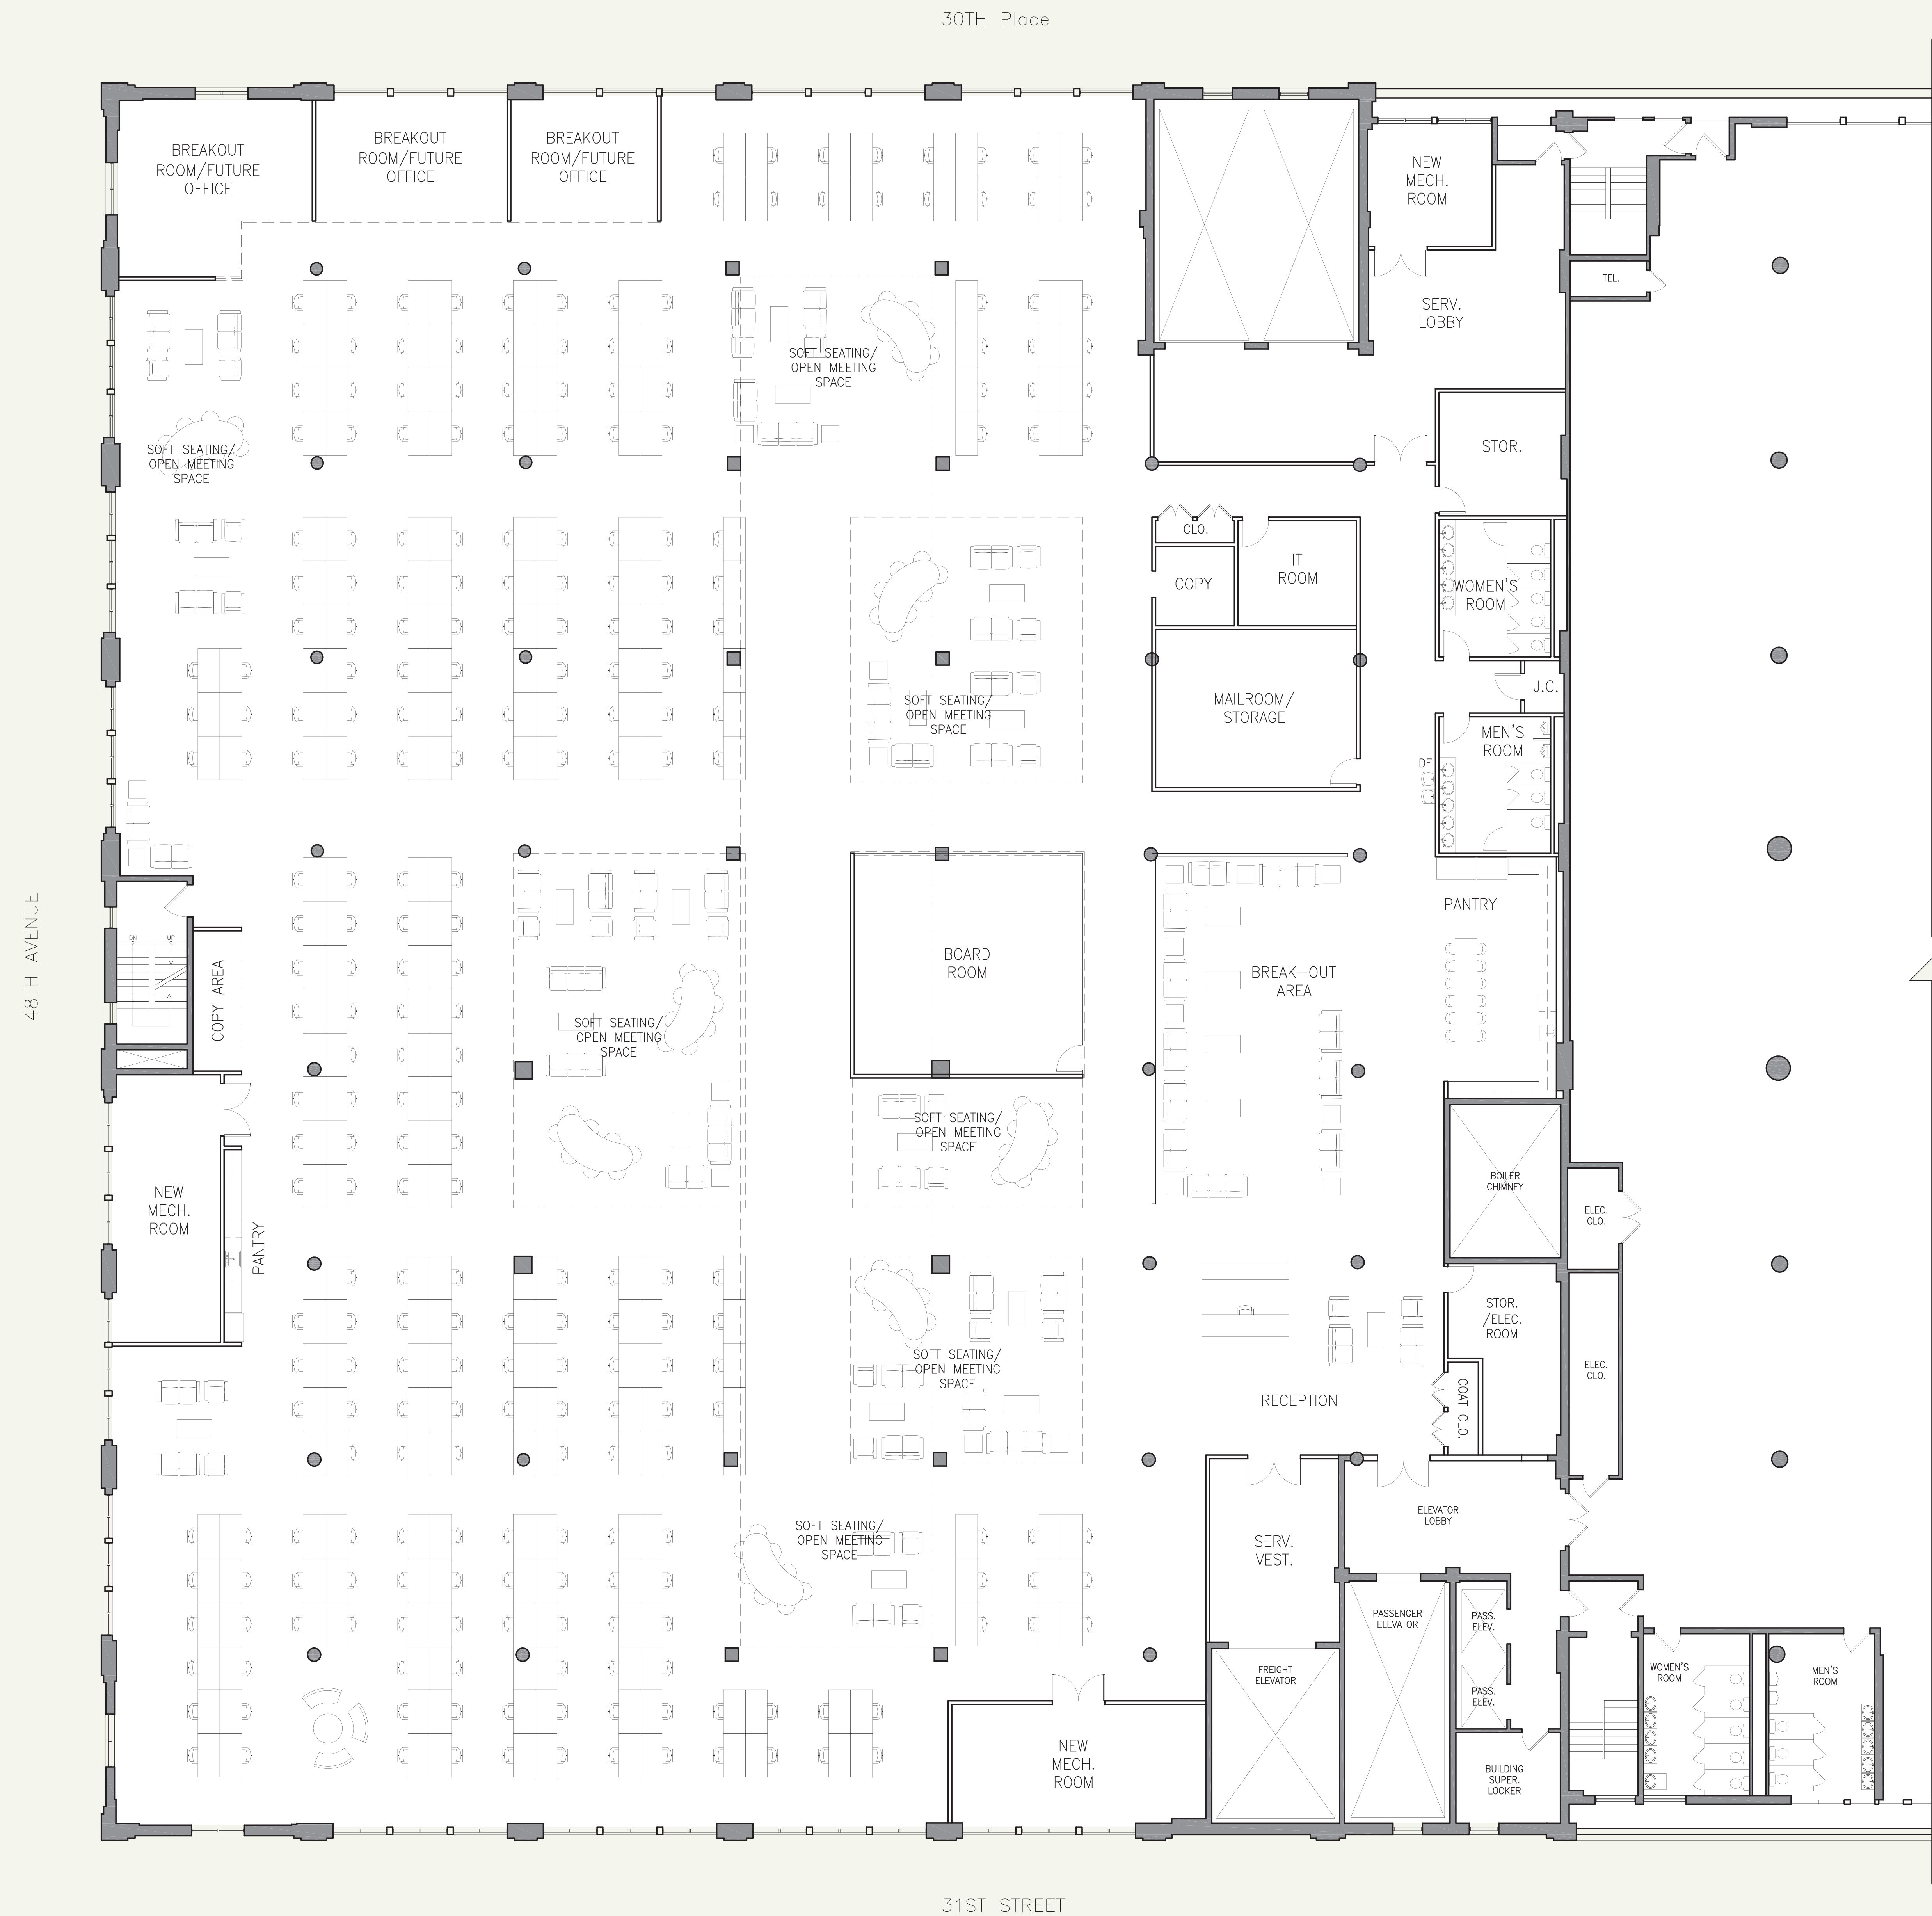 30TH Place
BREAKOUT
ROOM/FUTURE
OFFICE
BREAKOUT
ROOM/FUTURE
OFFICE
BREAKOUT
ROOM/FUTURE
OFFICE
NEW
MECH.
ROOM
TEL.
SERV.
LOBBY
SOFT SEATING/
OPEN MEETING
SPACE
SOFT SEATING/
OPEN MEETING
SPACE
STOR.
CLO.
COPY
IT
ROOM
WOMEN'S
ROOM
J.C.
MAILROOM/
STORAGE
SOFT SEATING/
OPEN MEETING
SPACE
MEN'S
ROOM
DF
PANTRY
48TH AVENUE
DN
UP
COPY AREA
BOARD
ROOM
BREAK-OUT
AREA
SOFT SEATING/
OPEN MEETING
SPACE
SOFT SEATING/
OPEN MEETING
SPACE
NEW
MECH.
ROOM
PANTRY
BOILER
CHIMNEY
ELEC.
CLO.
STOR.
/ELEC.
ROOM
SOFT SEATING/
OPEN MEETING
SPACE
ELEC.
CLO.
RECEPTION
COAT CLO.
ELEVATOR
LOBBY
SOFT SEATING/
OPEN MEETING
SPACE
SERV.
VEST.
PASSENGER
ELEVATOR
PASS.
ELEV.
FREIGHT
ELEVATOR
PASS.
ELEV.
WOMEN'S
ROOM
MEN'S
ROOM
NEW
MECH.
ROOM
BUILDING
SUPER.
LOCKER
31ST STREET